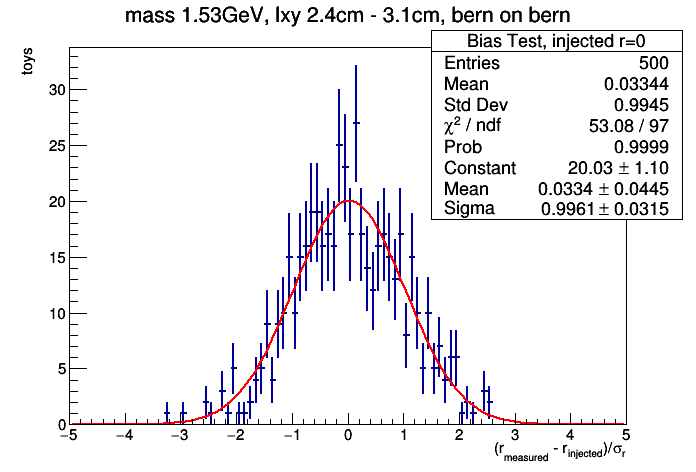 mass 1.53GeV, lxy 2.4cm - 3.1cm, bern on bern
Bias Test, injected r=0
Entries 500
Mean 0.03344
Std Dev 0.9945
χ² / ndf 53.08 / 97
Prob 0.9999
Constant 20.03 ± 1.10
Mean 0.0334 ± 0.0445
Sigma 0.9961 ± 0.0315
toys
30
25
20
15
10
5
0
−5 −4 −3 −2 −1 0 1 2 3 4 5
(r_measured - r_injected)/σ_r